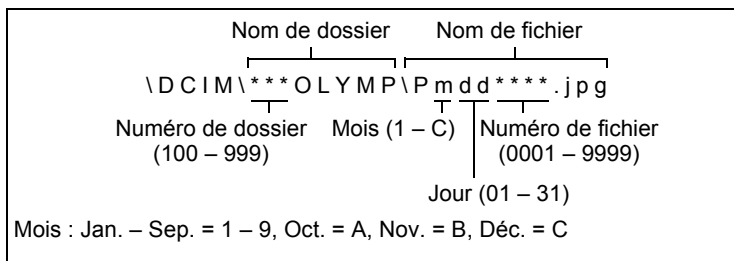 Nom de dossier Nom de fichier
\DCIM\***OLYMP\Pmdd****.jpg
Numéro de dossier Mois (1 – C) Numéro de fichier
(100 – 999) (0001 – 9999)
Jour (01 – 31)
Mois : Jan. – Sep. = 1 – 9, Oct. = A, Nov. = B, Déc. = C